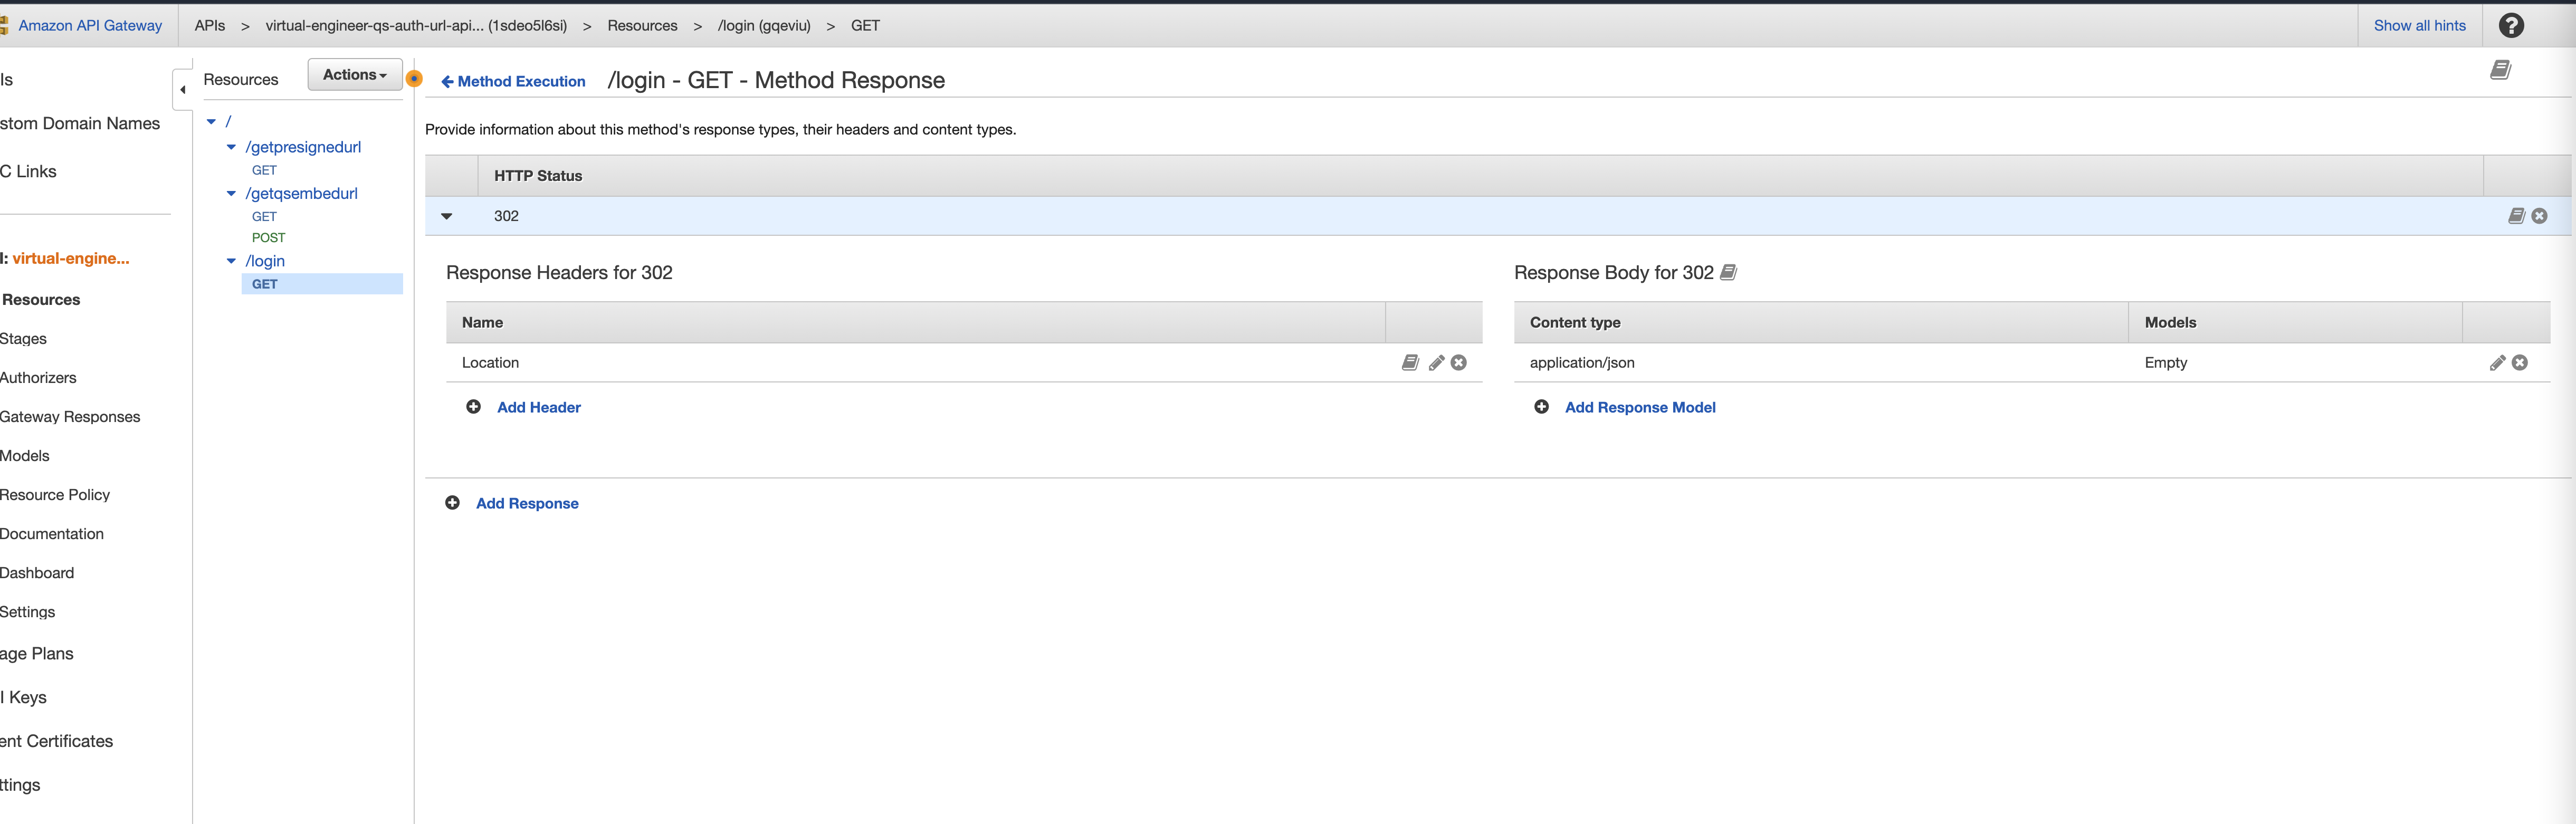 Amazon API Gateway APIs > virtual-engineer-qs-auth-url-api... (1sdeo5l6si) > Resources > /login (gqeviu) > GET Show all hints ?
ls
stom Domain Names
C Links
I: virtual-engine...
Resources
Stages
Authorizers
Gateway Responses
Models
Resource Policy
Documentation
Dashboard
Settings
age Plans
I Keys
ent Certificates
ttings
Resources Actions
/
/getpresignedurl
GET
/getqsembedurl
GET
POST
/login
GET
Method Execution /login - GET - Method Response
Provide information about this method's response types, their headers and content types.
HTTP Status
302
Response Headers for 302
Name
Location
Add Header
Response Body for 302
Content type Models
application/json Empty
Add Response Model
Add Response